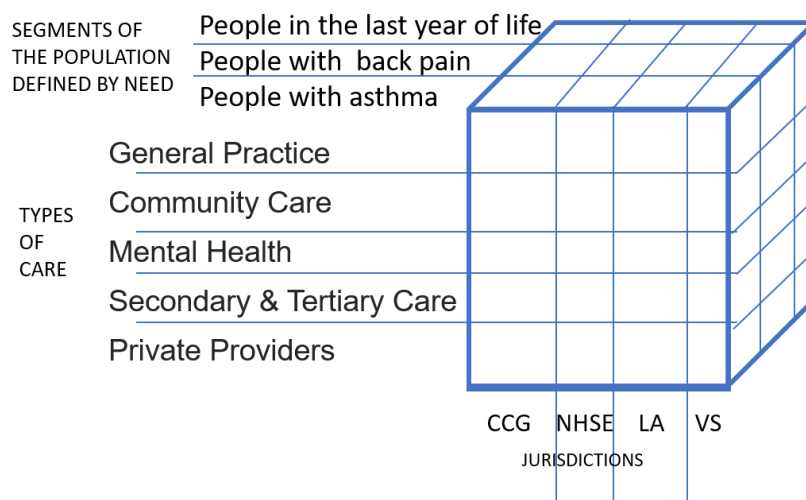 SEGMENTS OF
THE POPULATION
DEFINED BY NEED
People in the last year of life
People with back pain
People with asthma
TYPES
OF
CARE
General Practice
Community Care
Mental Health
Secondary & Tertiary Care
Private Providers
CCG NHSE LA VS
JURISDICTIONS